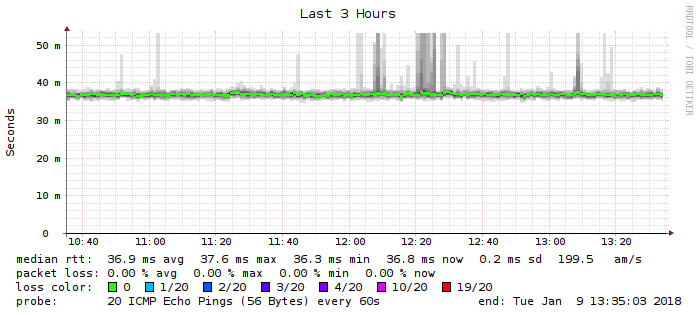 Last 3 Hours
RRDTOOL / TOBI OETIKER
Seconds
50 m
40 m
30 m
20 m
10 m
0
10:40 11:00 11:20 11:40 12:00 12:20 12:40 13:00 13:20
median rtt: 36.9 ms avg 37.6 ms max 36.3 ms min 36.8 ms now 0.2 ms sd 199.5 am/s
packet loss: 0.00 % avg 0.00 % max 0.00 % min 0.00 % now
loss color: 0 1/20 2/20 3/20 4/20 10/20 19/20
probe: 20 ICMP Echo Pings (56 Bytes) every 60s end: Tue Jan 9 13:35:03 2018